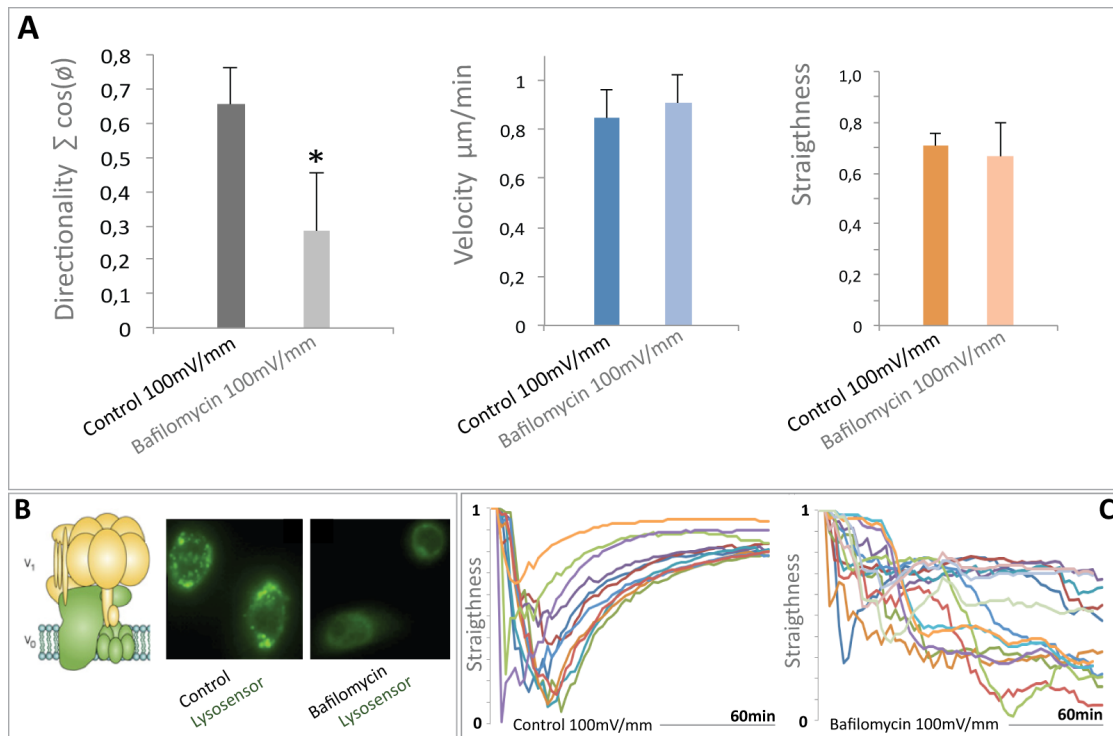 A
Directionality ∑ cos(ø)
0,8
0,7
0,6
0,5
0,4
0,3
0,2
0,1
0
*
Control 100mV/mm
Bafilomycin 100mV/mm
Velocity µm/min
1
0,8
0,6
0,4
0,2
0
Control 100mV/mm
Bafilomycin 100mV/mm
Straigthness
1,0
0,8
0,6
0,4
0,2
0
Control 100mV/mm
Bafilomycin 100mV/mm
B
V₁
V₀
Control
Lysosensor
Bafilomycin
Lysosensor
C
1
Straigthness
0
Control 100mV/mm
60min
1
Straigthness
0
Bafilomycin 100mV/mm
60min